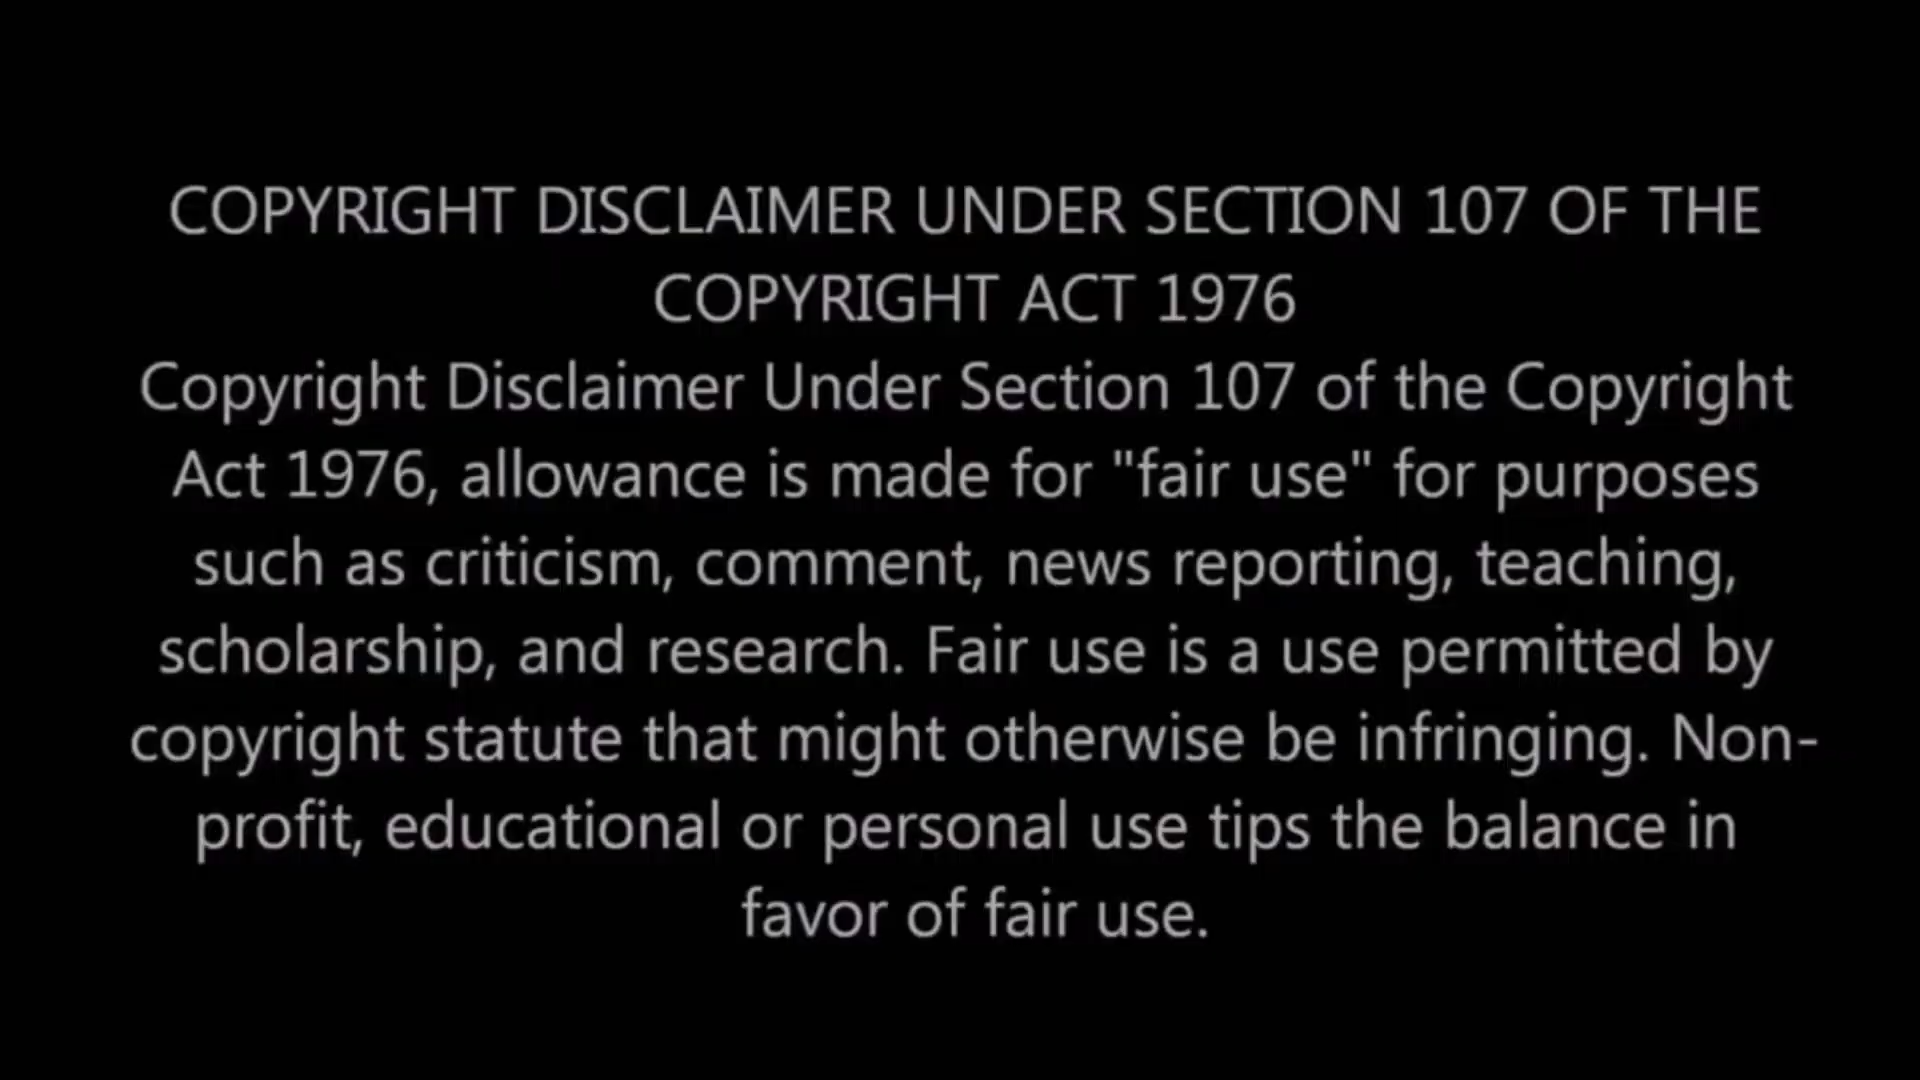 COPYRIGHT DISCLAIMER UNDER SECTION 107 OF THE
COPYRIGHT ACT 1976
Copyright Disclaimer Under Section 107 of the Copyright
Act 1976, allowance is made for "fair use" for purposes
such as criticism, comment, news reporting, teaching,
scholarship, and research. Fair use is a use permitted by
copyright statute that might otherwise be infringing. Non-
profit, educational or personal use tips the balance in
favor of fair use.